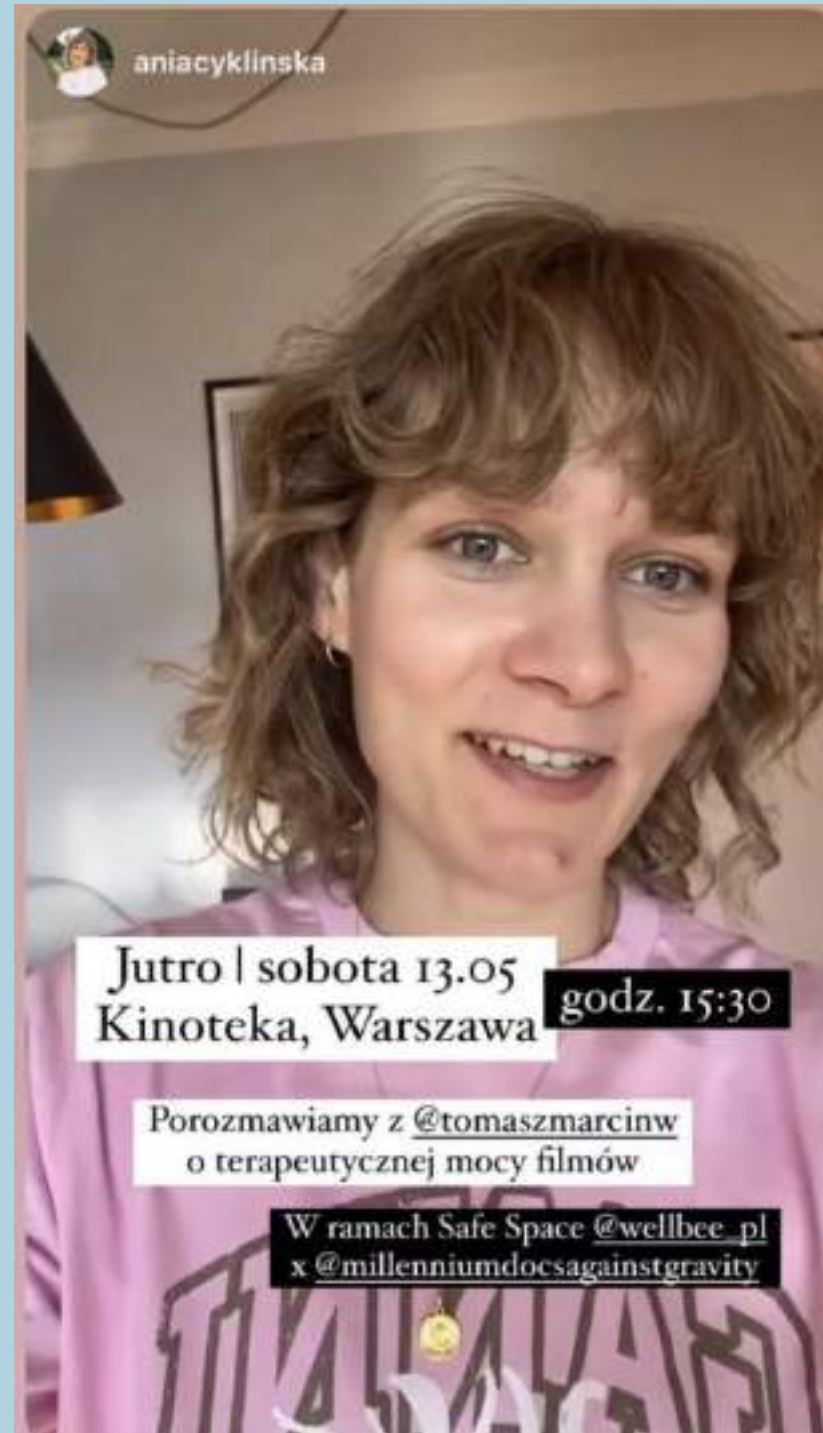 aniacyklinska
Jutro | sobota 13.05
Kinoteka, Warszawa
godz. 15:30
Porozmawiamy z @tomaszmarcinw
o terapeutycznej mocy filmów
W ramach Safe Space @wellbee_pl
x @millenniumdocsagainstgravity